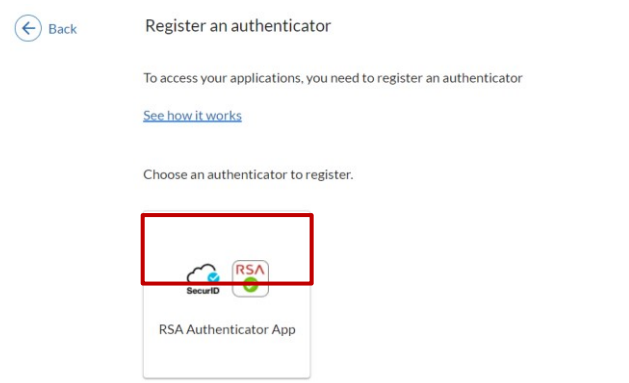 Back
Register an authenticator
To access your applications, you need to register an authenticator
See how it works
Choose an authenticator to register.
SecurID
RSA
RSA Authenticator App